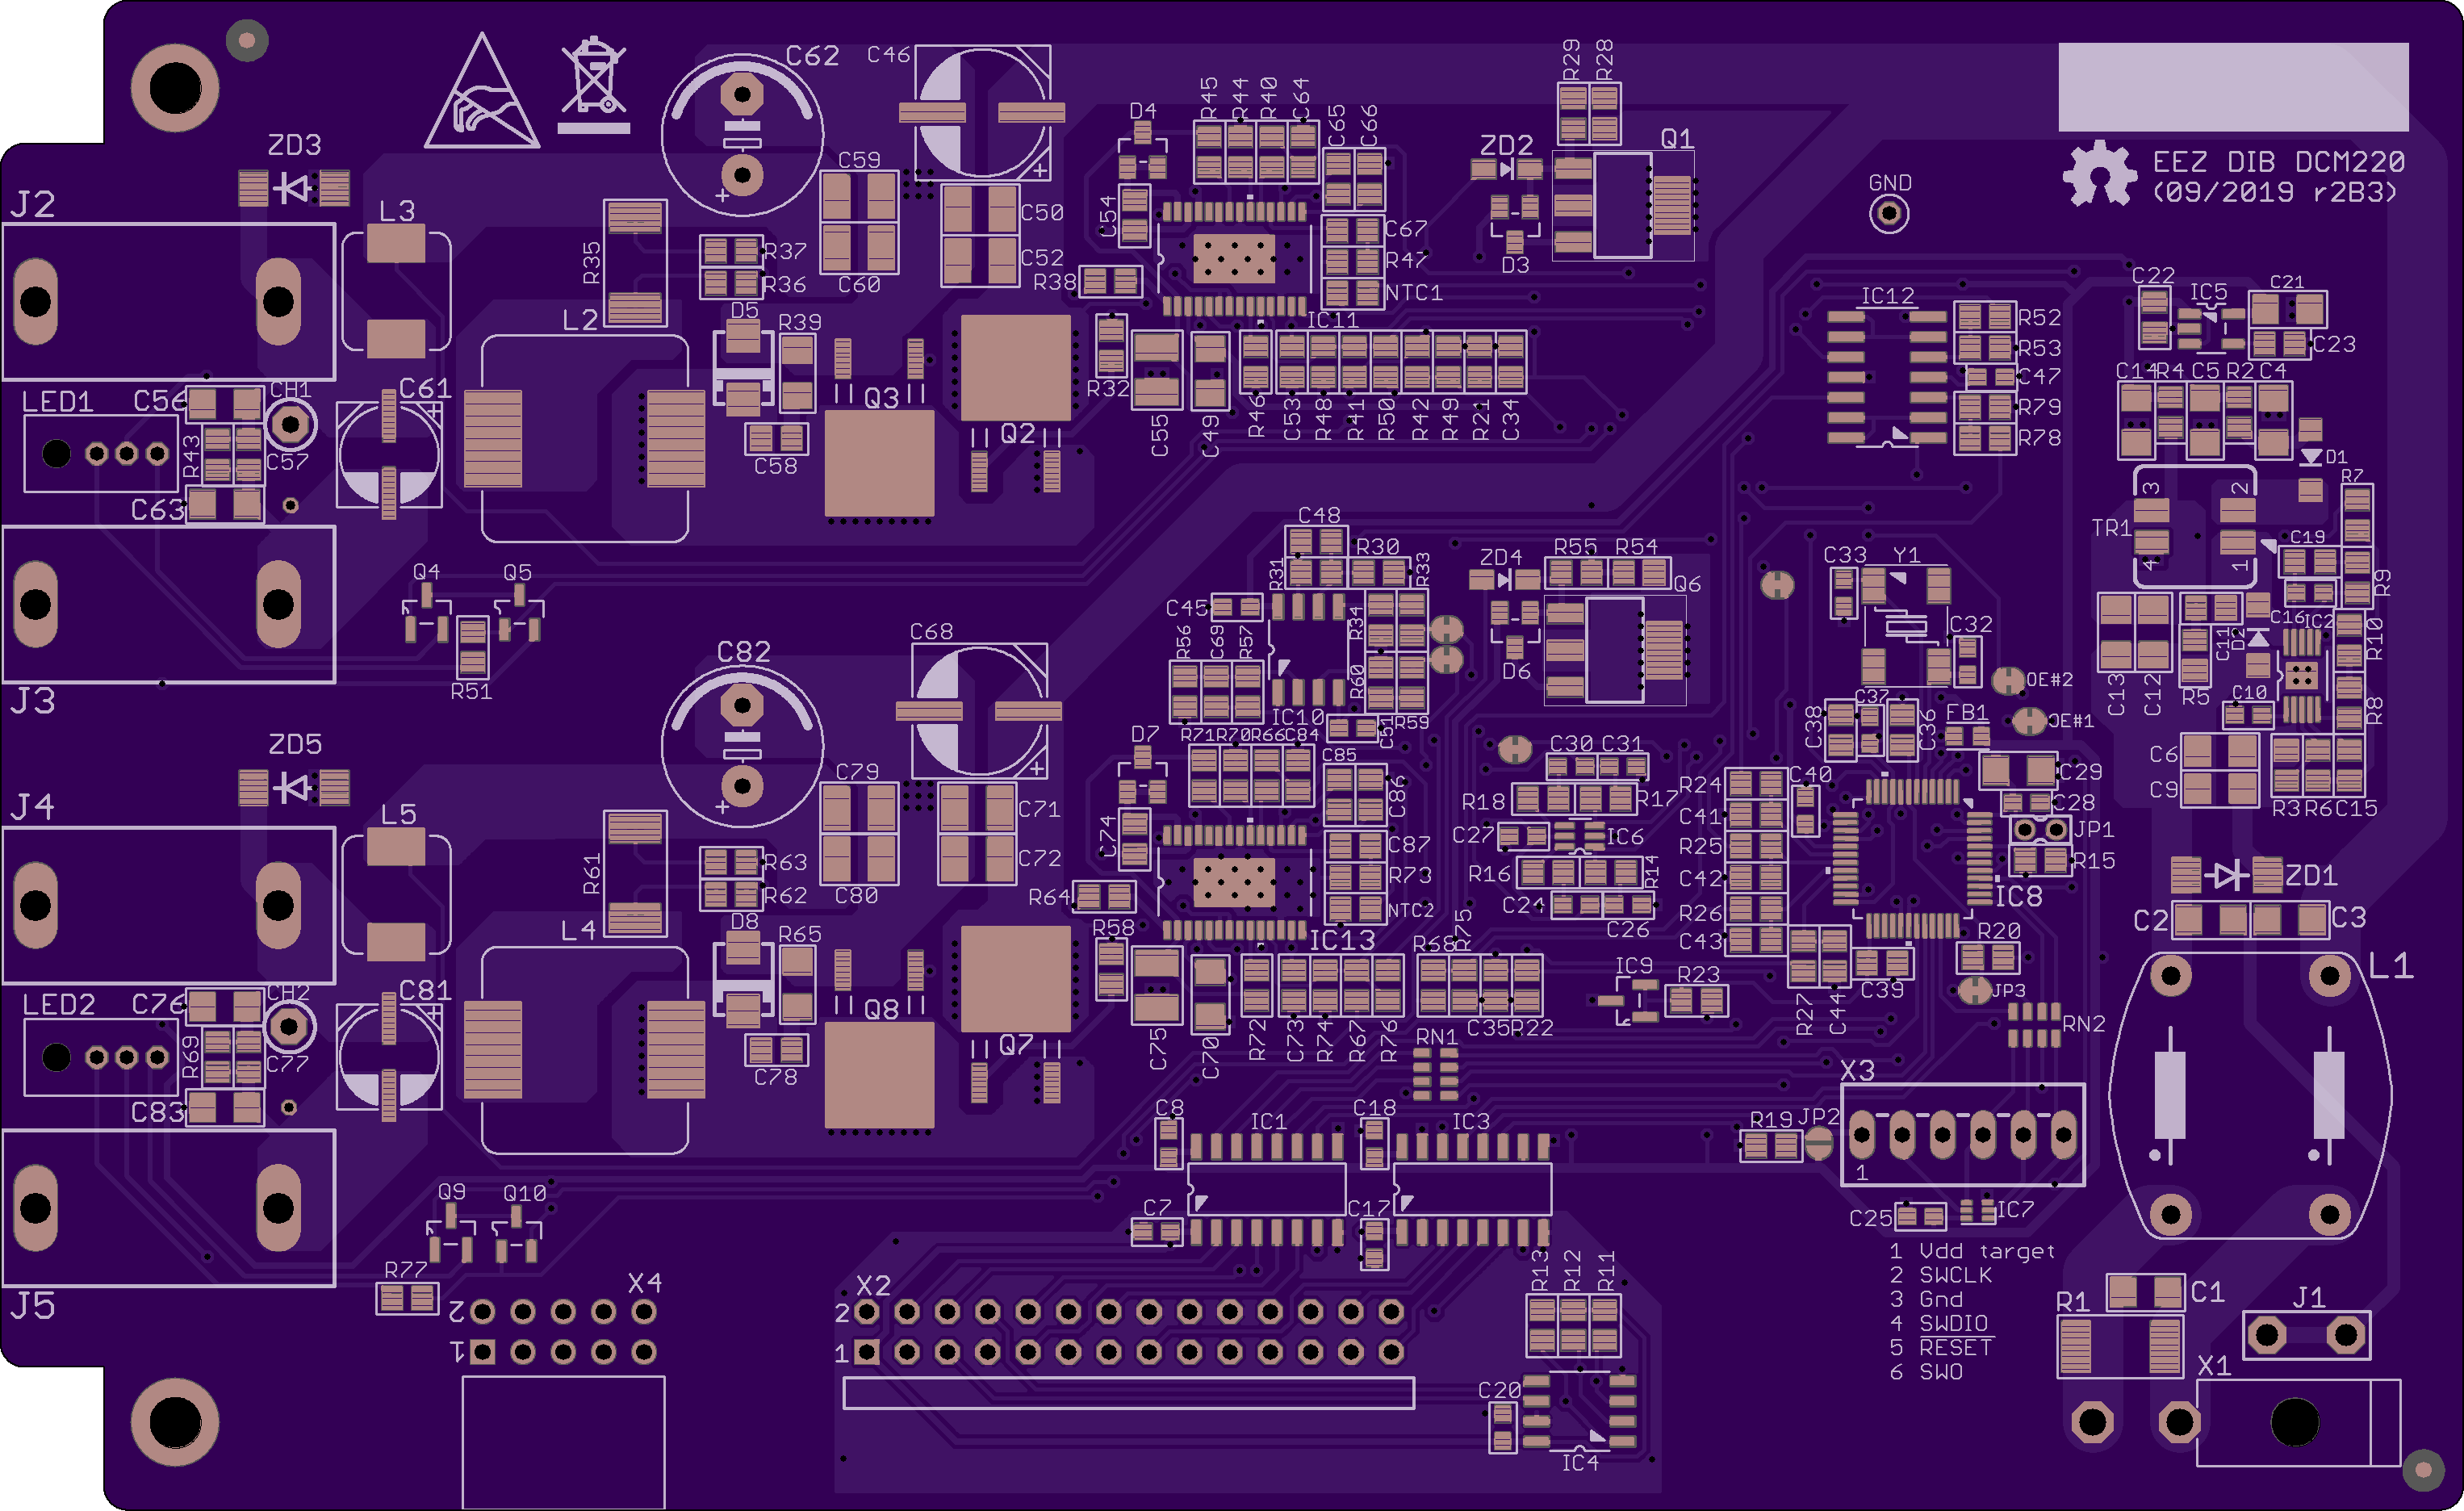 C62
C46
R29
R28
R45
R44
R40
C64
C65
C66
D4
ZD2
Q1
ZD3
C59
EEZ DIB DCM220
(09/2019 r2B3)
GND
J2
L3
R35
R37
R36
C60
C50
C52
C54
R38
C67
R47
NTC1
D3
IC12
R52
R53
C47
R79
R78
C22
IC5
C21
C23
L2
D5
R39
Q3
Q2
R32
C55
C49
IC11
R46
C53
R48
R41
R50
R42
R49
R21
C34
C14
R4
C5
R2
C4
D1
R7
LED1
C56
CH1
C61
R43
C57
C63
C58
TR1
3
2
4
1
C19
R9
C48
R30
R31
R33
ZD4
R55
R54
Q6
C33
Y1
C16
IC2
J3
Q4
Q5
R51
C45
R34
R56
C69
R57
R60
IC10
C51
R59
D6
C32
OE#2
OE#1
C13
C12
R5
C11
D2
C10
R10
R8
C82
C68
ZD5
D7
R71
R70
R66
C84
C85
C86
C30
C31
C38
C37
C36
FB1
C29
C28
C6
C9
R3
R6
C15
J4
L5
R61
C79
C80
C71
C72
R63
R62
C74
R64
C87
R73
NTC2
R18
R17
C27
IC6
R16
R14
C24
C26
R24
C41
R25
C42
R26
C43
C40
IC8
JP1
R15
ZD1
C2
C3
L4
D8
R65
Q8
Q7
R58
C75
C70
IC13
R72
C73
R74
R67
R76
R68
R75
C35
R22
IC9
R23
R27
C44
C39
R20
JP3
RN2
L1
LED2
C76
CH2
C81
R69
C77
C83
C78
RN1
X3
1
C8
IC1
C18
IC3
R19
JP2
C7
C17
C25
IC7
J5
Q9
Q10
R77
X4
2
1
X2
2
1
R13
R12
R11
C20
IC4
1 Vdd target
2 SWCLK
3 Gnd
4 SWDIO
5 RESET
6 SWO
R1
C1
J1
X1